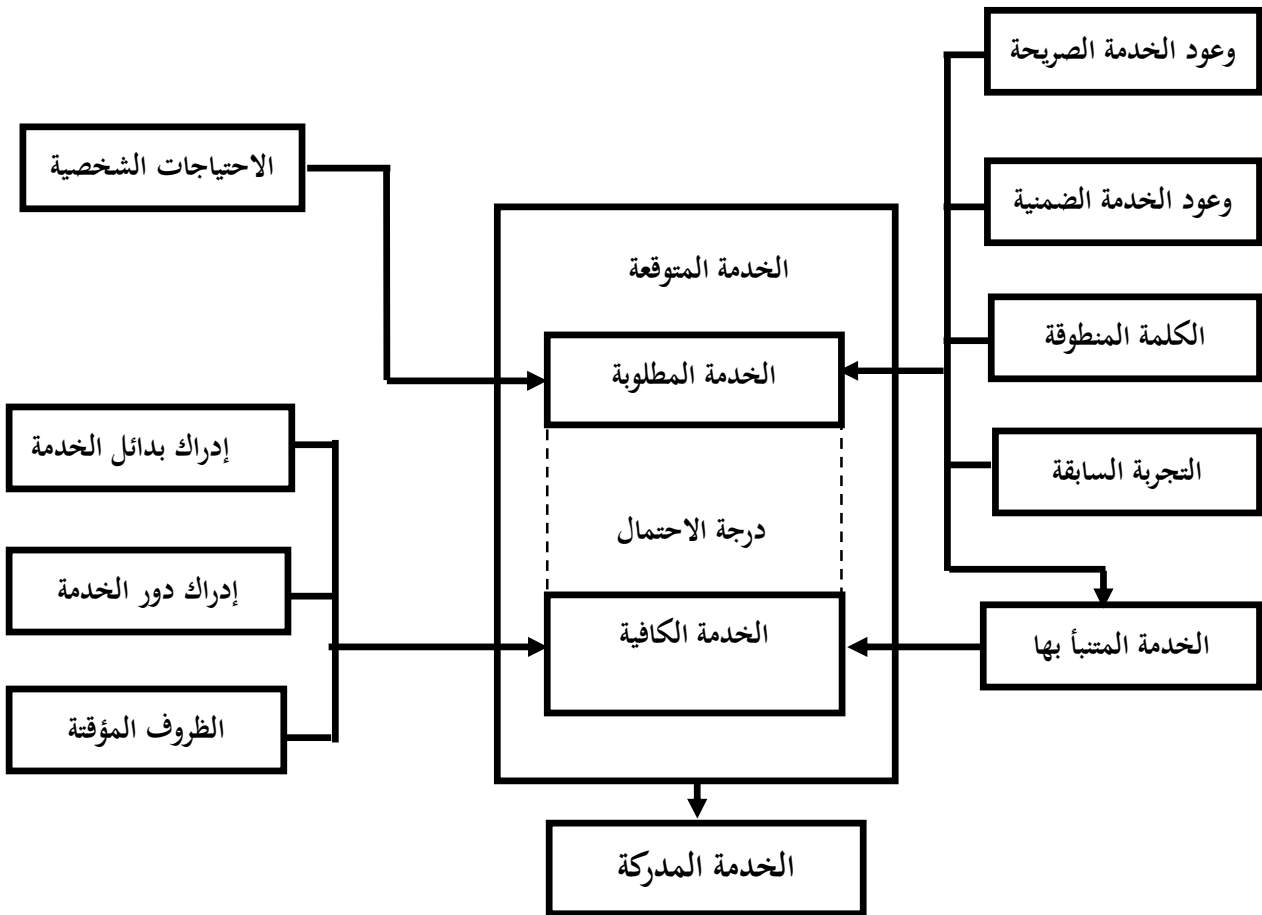 وعود الخدمة الصريحة
الاحتياجات الشخصية
وعود الخدمة الضمنية
الخدمة المتوقعة
الكلمة المنطوقة
الخدمة المطلوبة
إدراك بدائل الخدمة
التجربة السابقة
درجة الاحتمال
إدراك دور الخدمة
الخدمة الكافية
الخدمة المتنبأ بها
الظروف المؤقتة
الخدمة المدركة